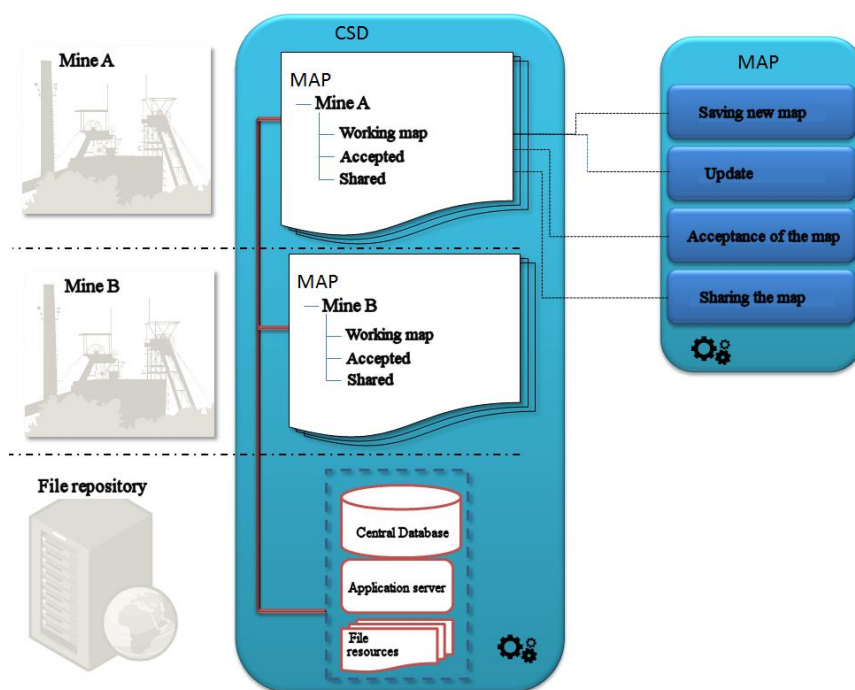 Mine A
CSD
MAP
Mine A
Working map
Accepted
Shared
MAP
Saving new map
Update
Acceptance of the map
Sharing the map
Mine B
MAP
Mine B
Working map
Accepted
Shared
File repository
Central Database
Application server
File
resources